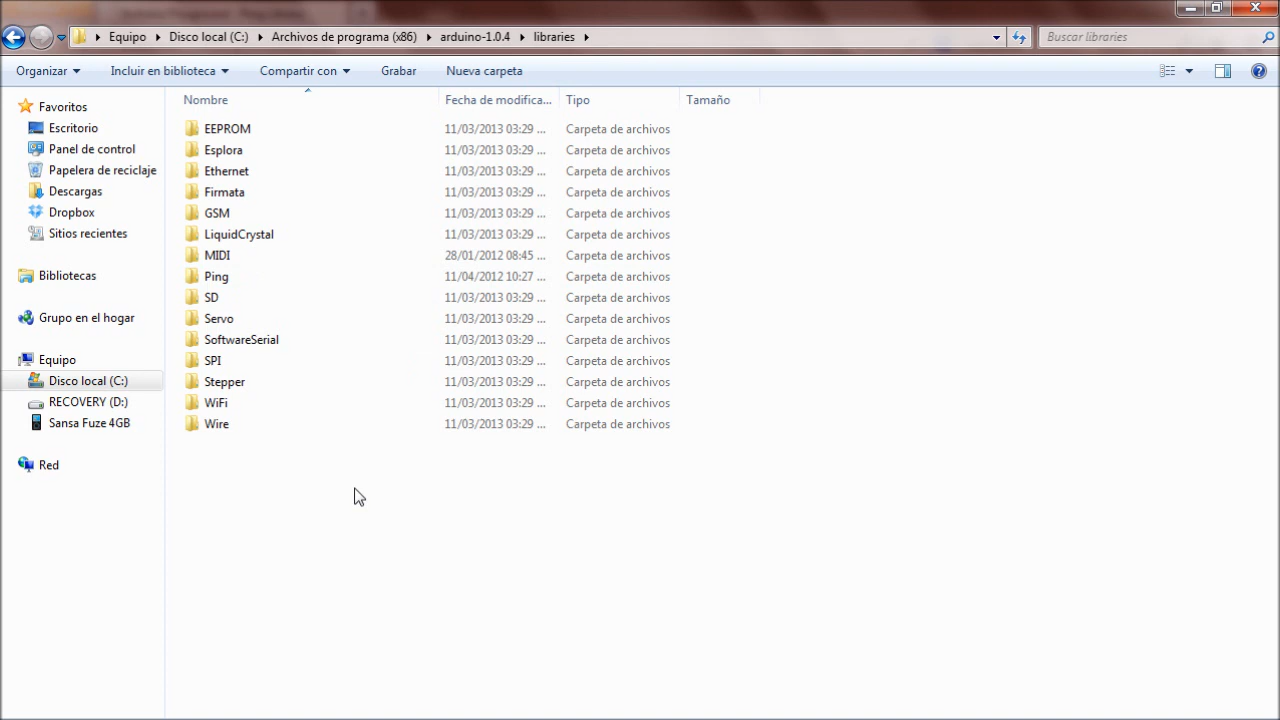 Equipo Disco local (C:) Archivos de programa (x86) arduino-1.0.4 libraries
Buscar libraries
Organizar Incluir en biblioteca Compartir con Grabar Nueva carpeta
Favoritos
Escritorio
Panel de control
Papelera de reciclaje
Descargas
Dropbox
Sitios recientes
Bibliotecas
Grupo en el hogar
Equipo
Disco local (C:)
RECOVERY (D:)
Sansa Fuze 4GB
Red
Nombre Fecha de modifica... Tipo Tamaño
EEPROM 11/03/2013 03:29 ... Carpeta de archivos
Esplora 11/03/2013 03:29 ... Carpeta de archivos
Ethernet 11/03/2013 03:29 ... Carpeta de archivos
Firmata 11/03/2013 03:29 ... Carpeta de archivos
GSM 11/03/2013 03:29 ... Carpeta de archivos
LiquidCrystal 11/03/2013 03:29 ... Carpeta de archivos
MIDI 28/01/2012 08:45 ... Carpeta de archivos
Ping 11/04/2012 10:27 ... Carpeta de archivos
SD 11/03/2013 03:29 ... Carpeta de archivos
Servo 11/03/2013 03:29 ... Carpeta de archivos
SoftwareSerial 11/03/2013 03:29 ... Carpeta de archivos
SPI 11/03/2013 03:29 ... Carpeta de archivos
Stepper 11/03/2013 03:29 ... Carpeta de archivos
WiFi 11/03/2013 03:29 ... Carpeta de archivos
Wire 11/03/2013 03:29 ... Carpeta de archivos